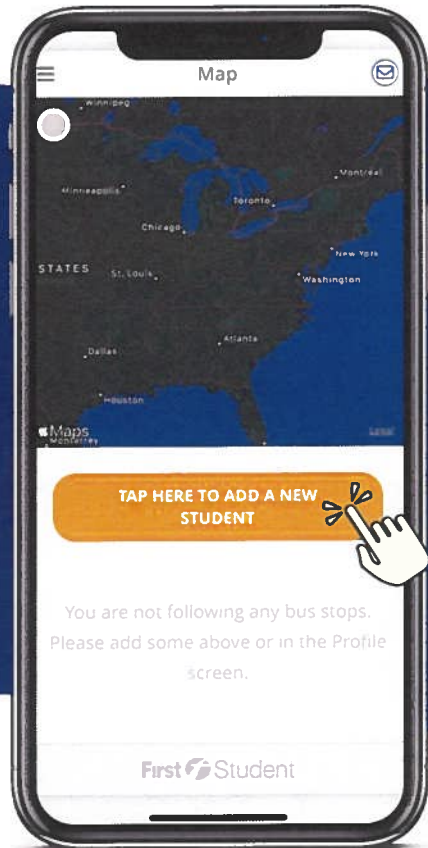 Map
Winnipeg
Montreal
Minneapolis
Toronto
Chicago
New York
STATES
St. Louis
Washington
Atlanta
Dallas
Houston
Maps
Monterrey
Legal
TAP HERE TO ADD A NEW
STUDENT
You are not following any bus stops.
Please add some above or in the Profile
screen.
First Student